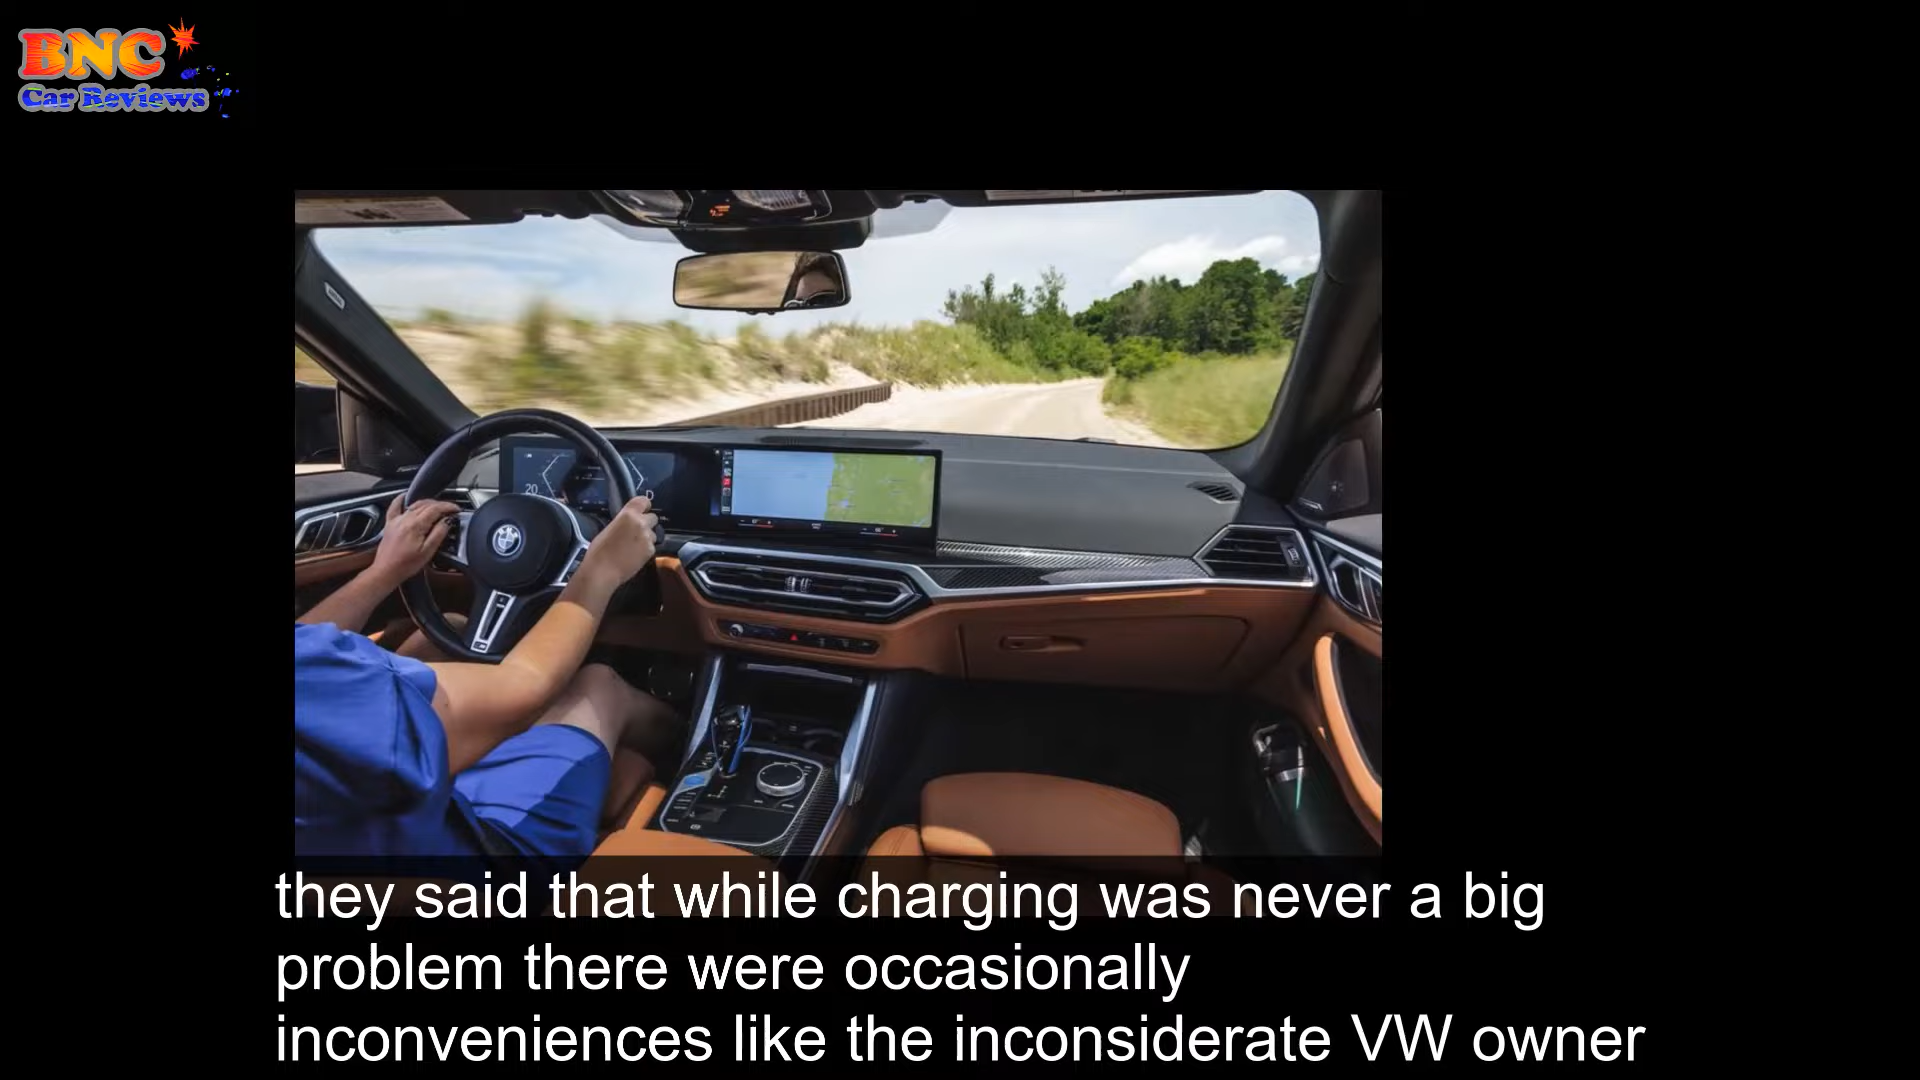 BNC
Car Reviews
20
D
they said that while charging was never a big
problem there were occasionally
inconveniences like the inconsiderate VW owner